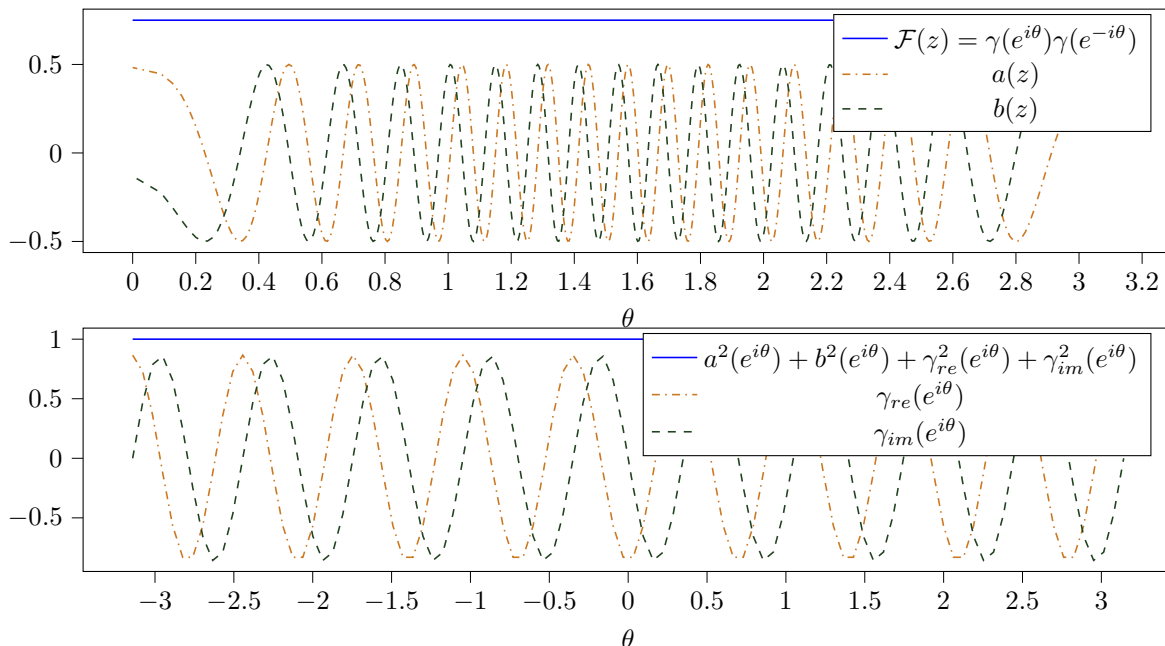 𝓕(z) = γ(e^{iθ})γ(e^{−iθ})
a(z)
b(z)
0.5
0
−0.5
0 0.2 0.4 0.6 0.8 1 1.2 1.4 1.6 1.8 2 2.2 2.4 2.6 2.8 3 3.2
θ
a²(e^{iθ}) + b²(e^{iθ}) + γ²_{re}(e^{iθ}) + γ²_{im}(e^{iθ})
γ_{re}(e^{iθ})
γ_{im}(e^{iθ})
1
0.5
0
−0.5
−3 −2.5 −2 −1.5 −1 −0.5 0 0.5 1 1.5 2 2.5 3
θ